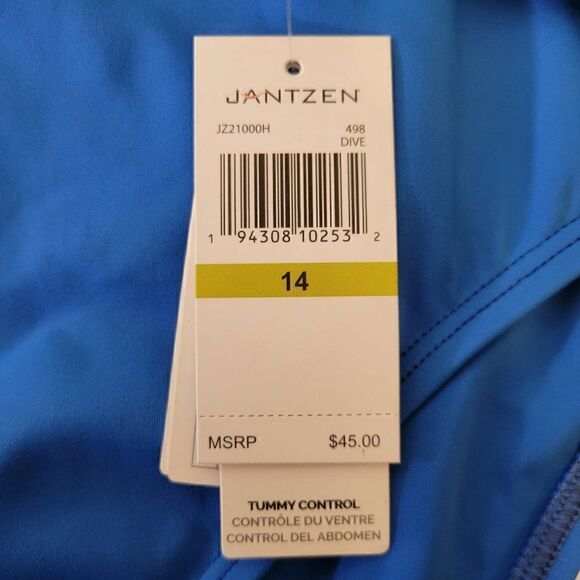 JANTZEN
JZ21000H 498
DIVE
1 94308 10253 2
14
MSRP $45.00
TUMMY CONTROL
CONTRÔLE DU VENTRE
CONTROL DEL ABDOMEN